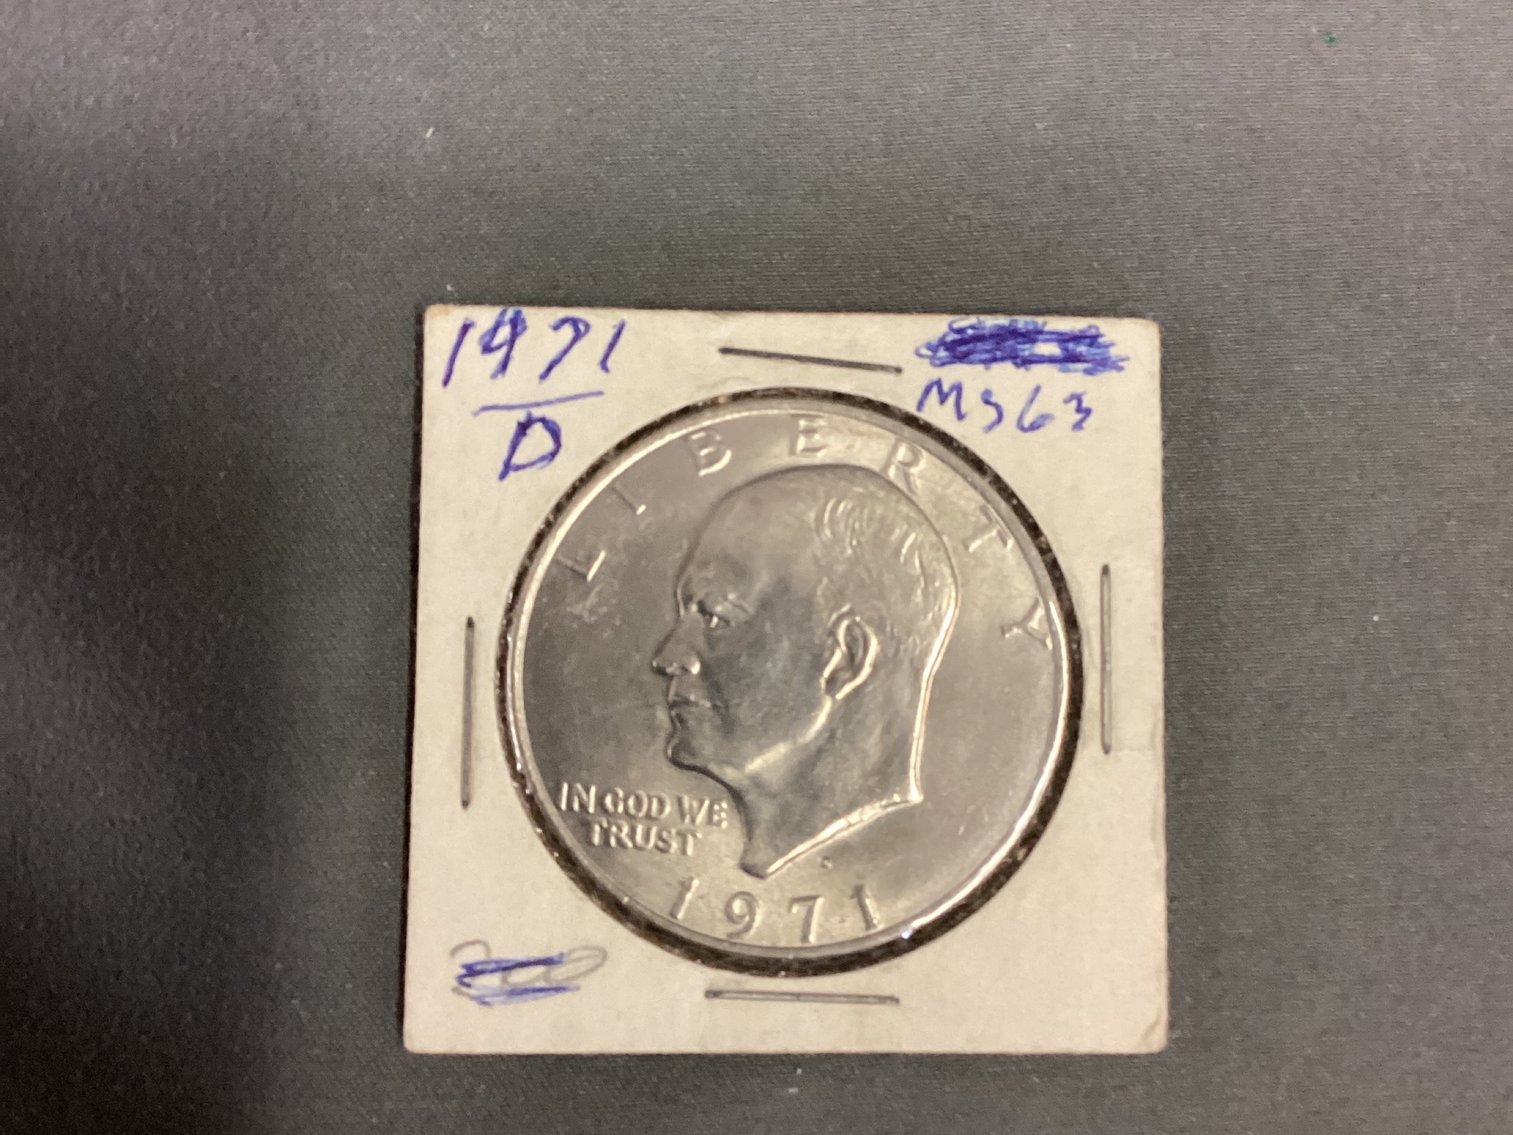 1971
D
MS63
LIBERTY
IN GOD WE
TRUST
D
1971